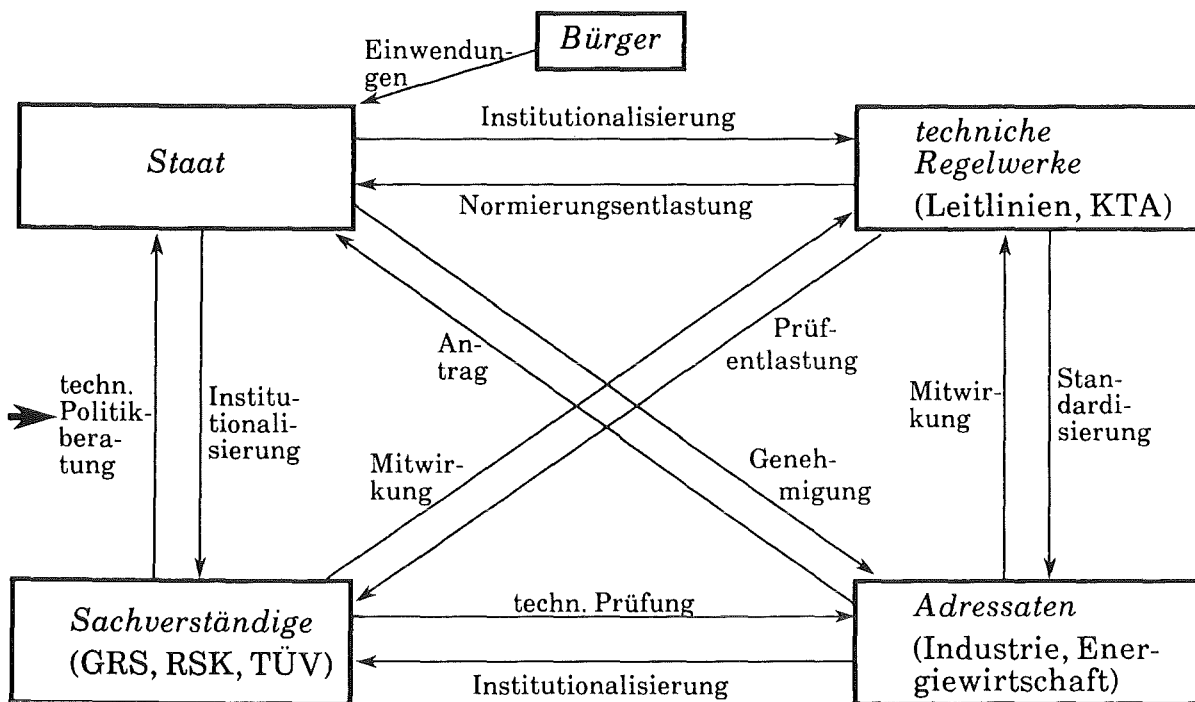 Bürger
Einwendun-
gen
Institutionalisierung
Staat
techniche
Regelwerke
(Leitlinien, KTA)
Normierungsentlastung
An-
trag
Prüf-
entlastung
techn.
Politik-
bera-
tung
Institu-
tionali-
sierung
Mitwir-
kung
Stan-
dardi-
sierung
Mitwir-
kung
Geneh-
migung
Sachverständige
(GRS, RSK, TÜV)
techn. Prüfung
Adressaten
(Industrie, Ener-
giewirtschaft)
Institutionalisierung